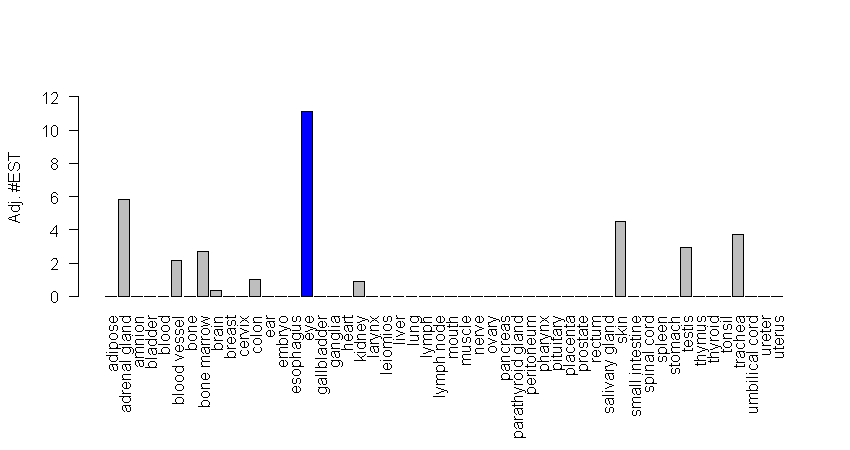 Adj. #EST
12
10
8
6
4
2
0
adipose
adrenal gland
amnion
bladder
blood
blood vessel
bone
bone marrow
brain
breast
cervix
colon
ear
embryo
esophagus
eye
gallbladder
ganglia
heart
kidney
larynx
leiomios
liver
lung
lymph
lymph node
mouth
muscle
nerve
ovary
pancreas
parathyroid gland
peritoneum
pharynx
pituitary
placenta
prostate
rectum
salivary gland
skin
small intestine
spinal cord
spleen
stomach
testis
thymus
thyroid
tonsil
trachea
umbilical cord
ureter
uterus